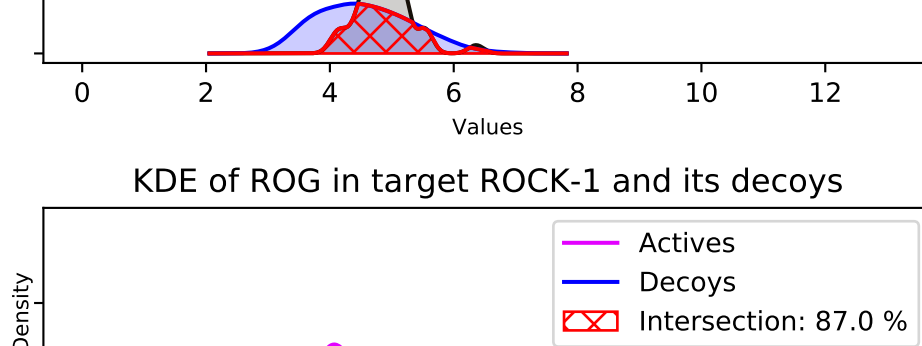 0 2 4 6 8 10 12
Values
KDE of ROG in target ROCK-1 and its decoys
Density
Actives
Decoys
Intersection: 87.0 %